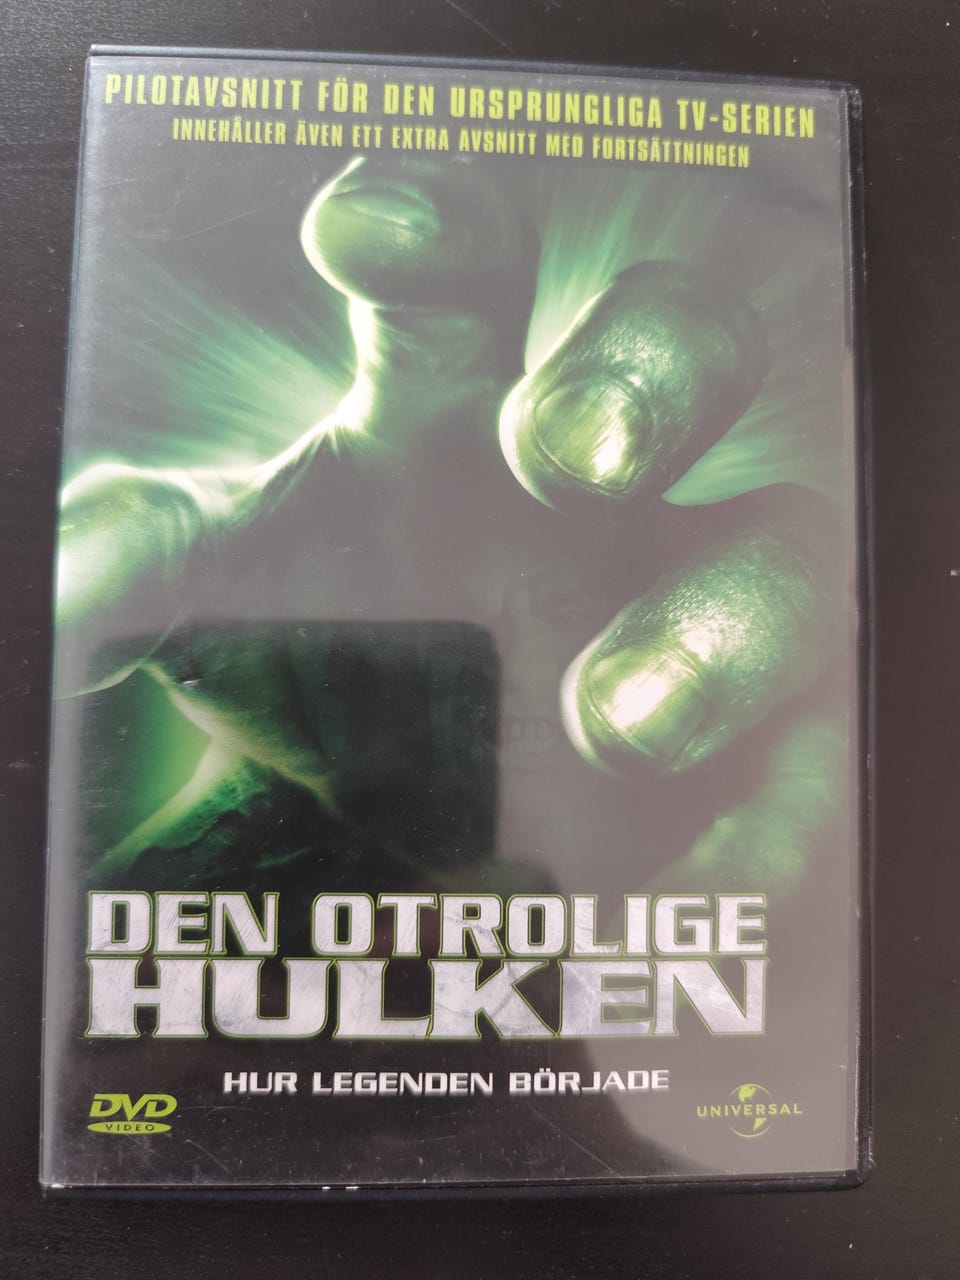 PILOTAVSNITT FÖR DEN URSPRUNGLIGA TV-SERIEN
INNEHÅLLER ÄVEN ETT EXTRA AVSNITT MED FORTSÄTTNINGEN
DEN OTROLIGE
HULKEN
HUR LEGENDEN BÖRJADE
DVD
VIDEO
UNIVERSAL